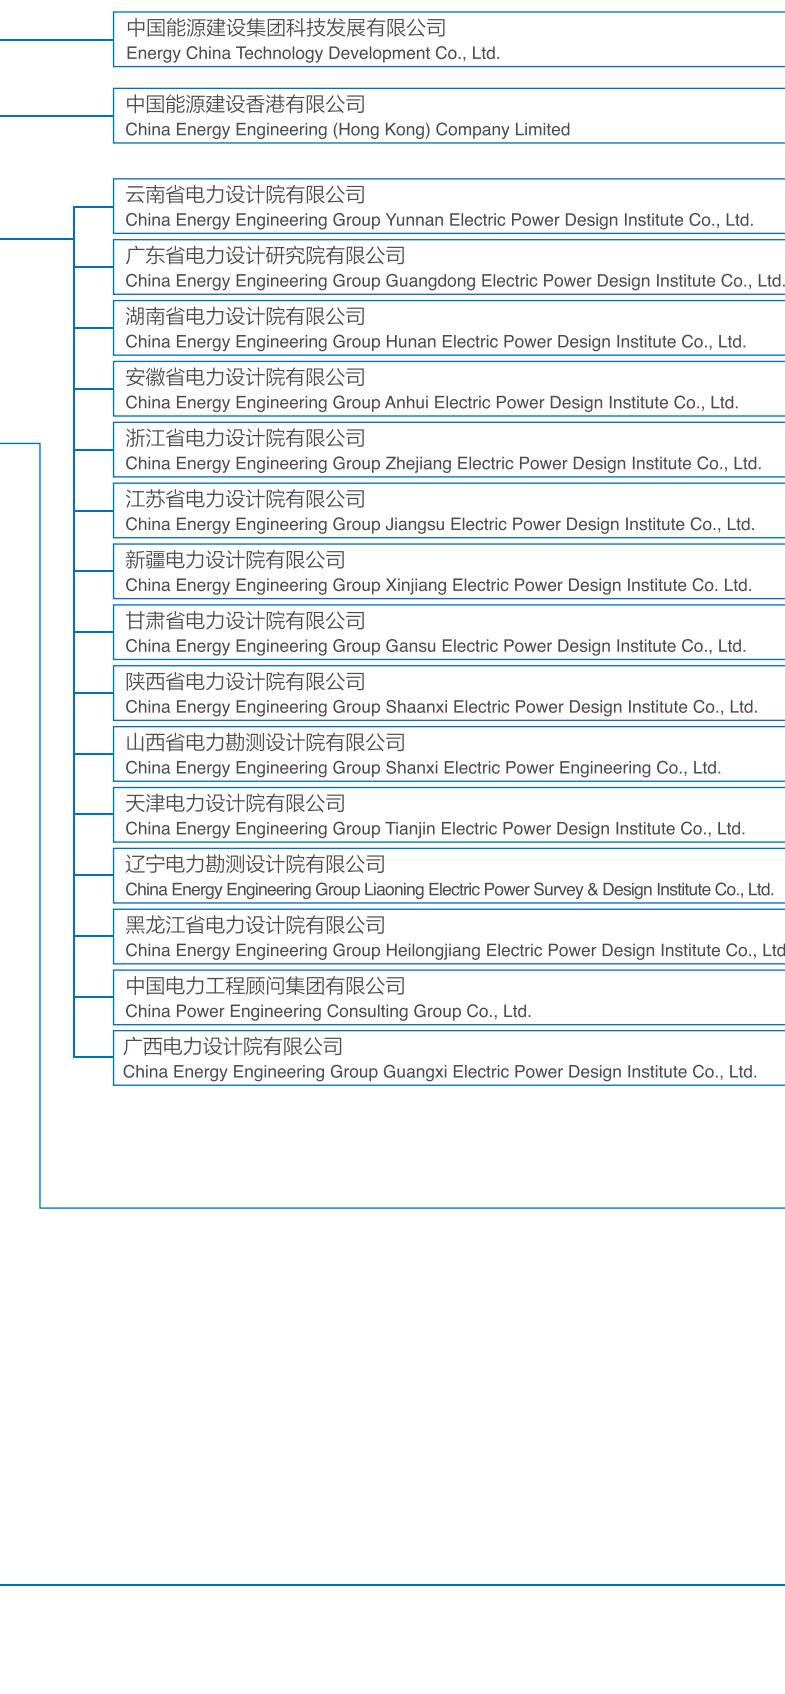 中国能源建设集团科技发展有限公司
Energy China Technology Development Co., Ltd.
中国能源建设香港有限公司
China Energy Engineering (Hong Kong) Company Limited
云南省电力设计院有限公司
China Energy Engineering Group Yunnan Electric Power Design Institute Co., Ltd.
广东省电力设计研究院有限公司
China Energy Engineering Group Guangdong Electric Power Design Institute Co., Ltd.
湖南省电力设计院有限公司
China Energy Engineering Group Hunan Electric Power Design Institute Co., Ltd.
安徽省电力设计院有限公司
China Energy Engineering Group Anhui Electric Power Design Institute Co., Ltd.
浙江省电力设计院有限公司
China Energy Engineering Group Zhejiang Electric Power Design Institute Co., Ltd.
江苏省电力设计院有限公司
China Energy Engineering Group Jiangsu Electric Power Design Institute Co., Ltd.
新疆电力设计院有限公司
China Energy Engineering Group Xinjiang Electric Power Design Institute Co. Ltd.
甘肃省电力设计院有限公司
China Energy Engineering Group Gansu Electric Power Design Institute Co., Ltd.
陕西省电力设计院有限公司
China Energy Engineering Group Shaanxi Electric Power Design Institute Co., Ltd.
山西省电力勘测设计院有限公司
China Energy Engineering Group Shanxi Electric Power Engineering Co., Ltd.
天津电力设计院有限公司
China Energy Engineering Group Tianjin Electric Power Design Institute Co., Ltd.
辽宁电力勘测设计院有限公司
China Energy Engineering Group Liaoning Electric Power Survey & Design Institute Co., Ltd.
黑龙江省电力设计院有限公司
China Energy Engineering Group Heilongjiang Electric Power Design Institute Co., Ltd
中国电力工程顾问集团有限公司
China Power Engineering Consulting Group Co., Ltd.
广西电力设计院有限公司
China Energy Engineering Group Guangxi Electric Power Design Institute Co., Ltd.